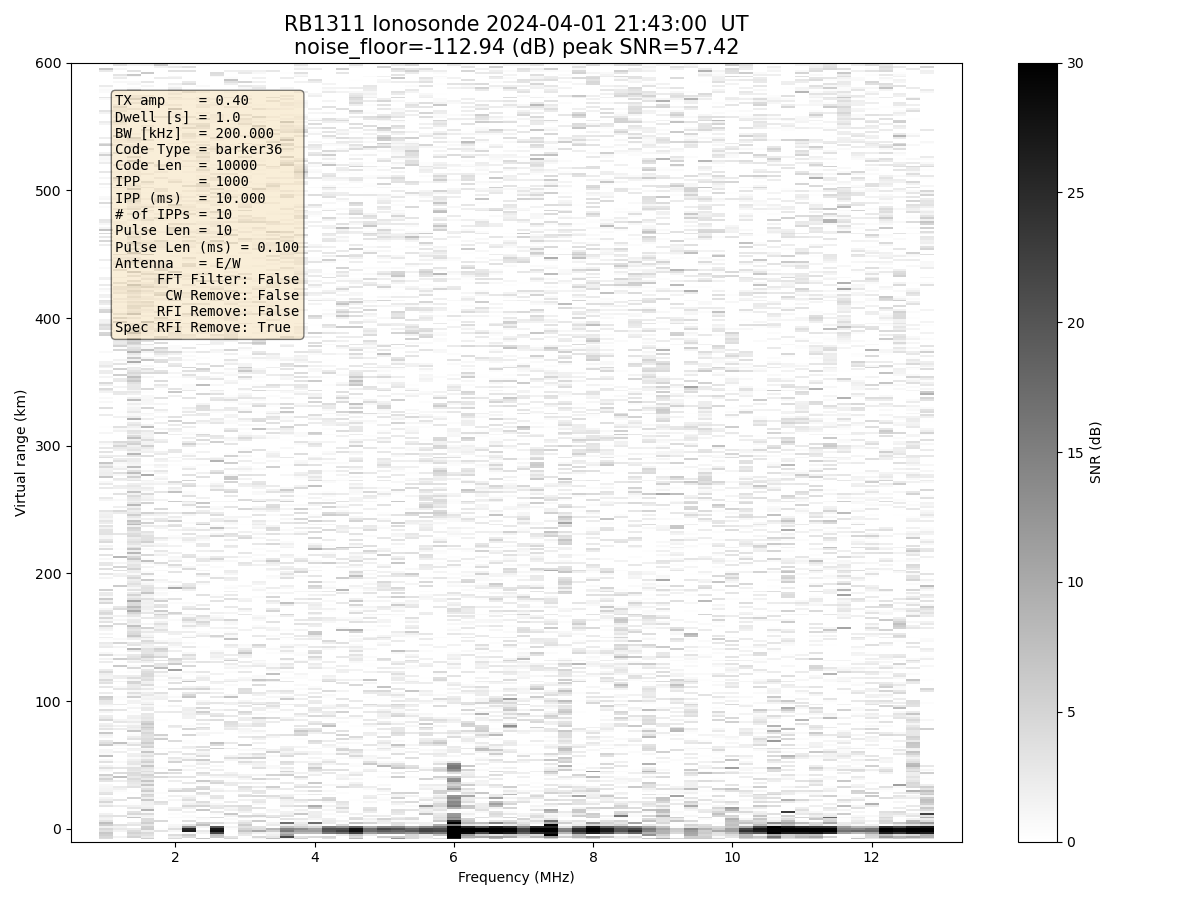 RB1311 Ionosonde 2024-04-01 21:43:00  UT
noise_floor=-112.94 (dB) peak SNR=57.42
600
500
400
300
200
100
0
Virtual range (km)
TX amp    = 0.40
Dwell [s] = 1.0
BW [kHz]  = 200.000
Code Type = barker36
Code Len  = 10000
IPP       = 1000
IPP (ms)  = 10.000
# of IPPs = 10
Pulse Len = 10
Pulse Len (ms) = 0.100
Antenna   = E/W
FFT Filter: False
CW Remove: False
RFI Remove: False
Spec RFI Remove: True
2 4 6 8 10 12
Frequency (MHz)
30
25
20
15
10
5
0
SNR (dB)